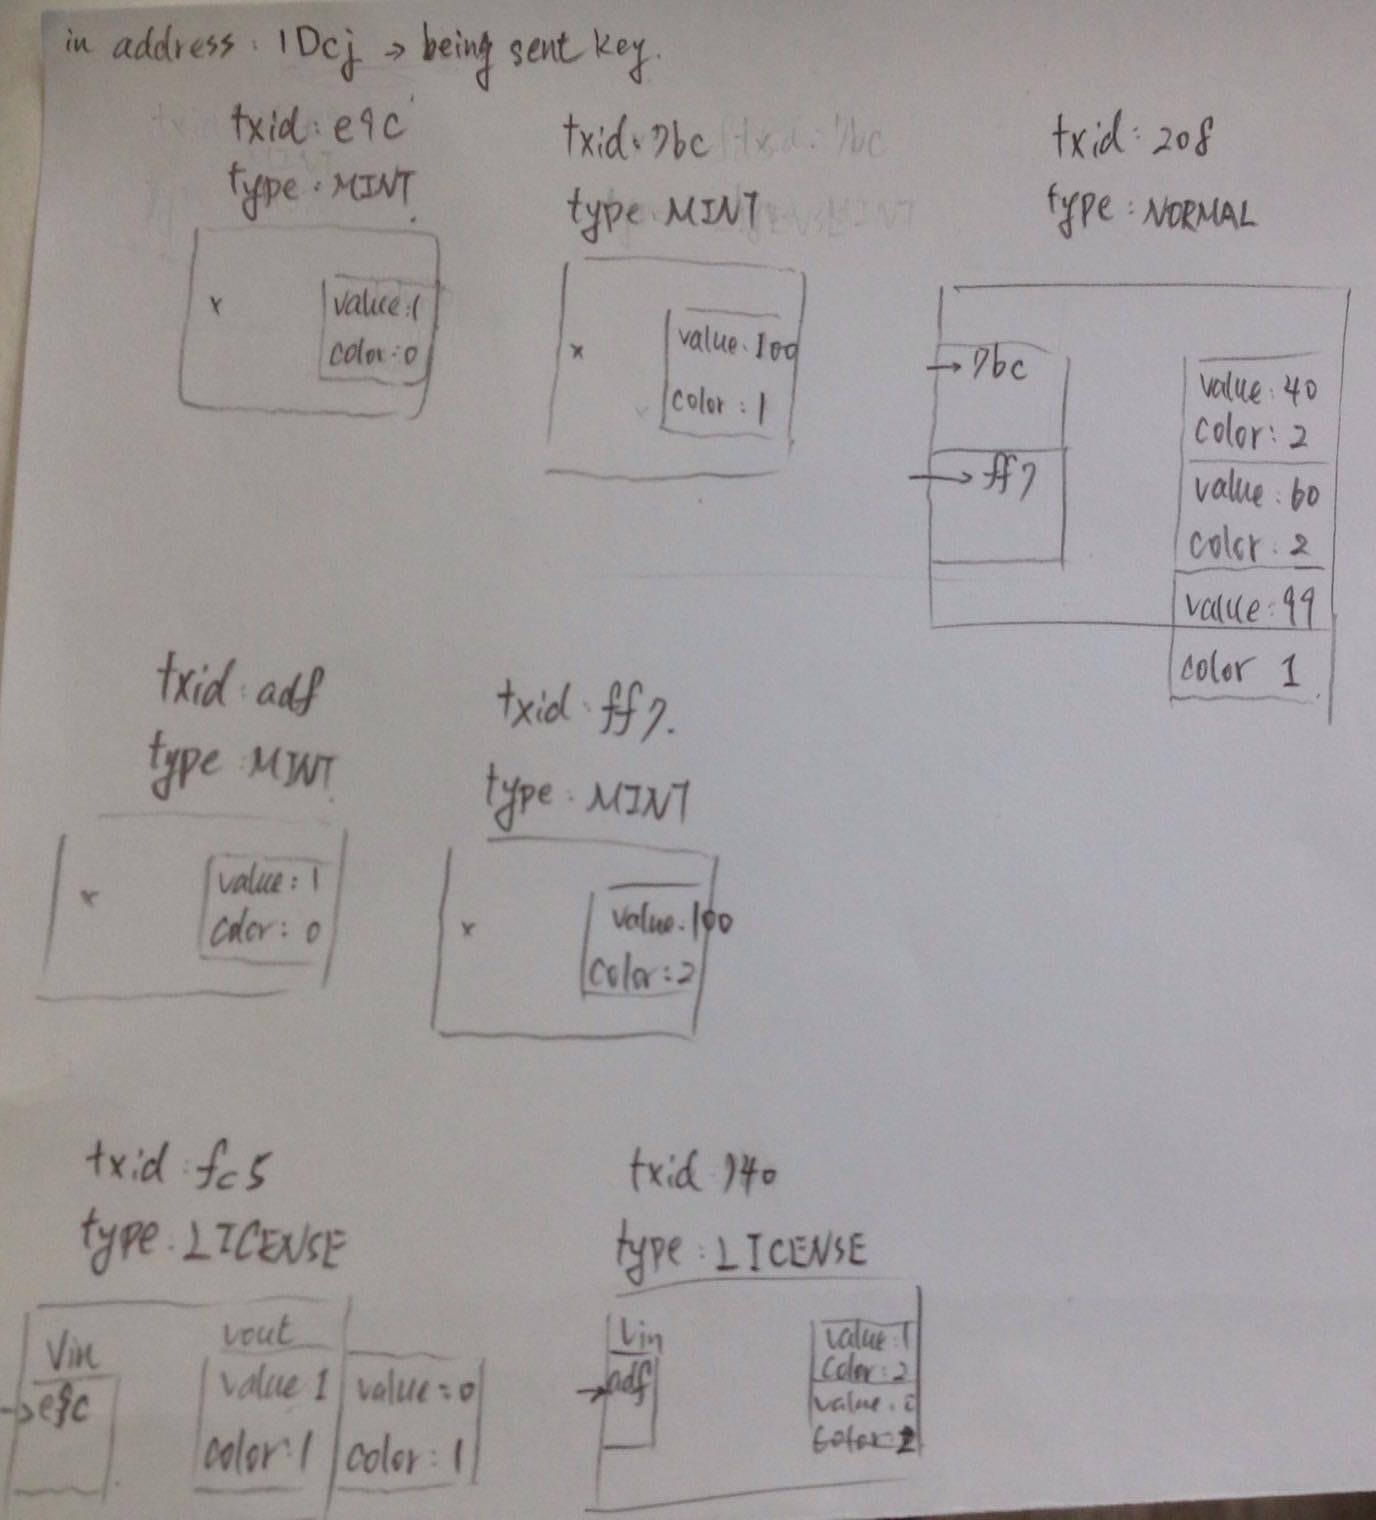 in address : 1Dcj → being sent key.
txid: e9c
type: MINT
x
value:1
color:0
txid: 7bc
type MINT
x
value: 100
color: 1
txid: 208
type: NORMAL
→ 7bc
→ ff7
value: 40
color: 2
value: 60
color: 2
value: 99
color 1
txid: adf
type MINT
x
value: 1
color: 0
txid: ff7.
type: MINT
x
value: 100
color: 2
txid: fc5
type: LICENSE
Vin
→ e9c
vout
value 1
color: 1
value = 0
color: 1
txid 740
type: LICENSE
Vin
→ adf
value: 1
color: 2
value: 0
color: 2